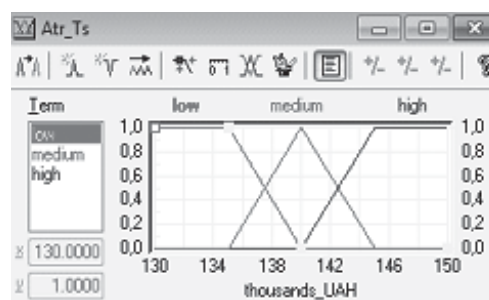 Atr_Ts
Term low medium high
low
medium
high
1,0 1,0
0,8 0,8
0,6 0,6
0,4 0,4
0,2 0,2
0,0 0,0
x 130.0000
130 134 138 142 146 150
y 1.0000
thousands_UAH